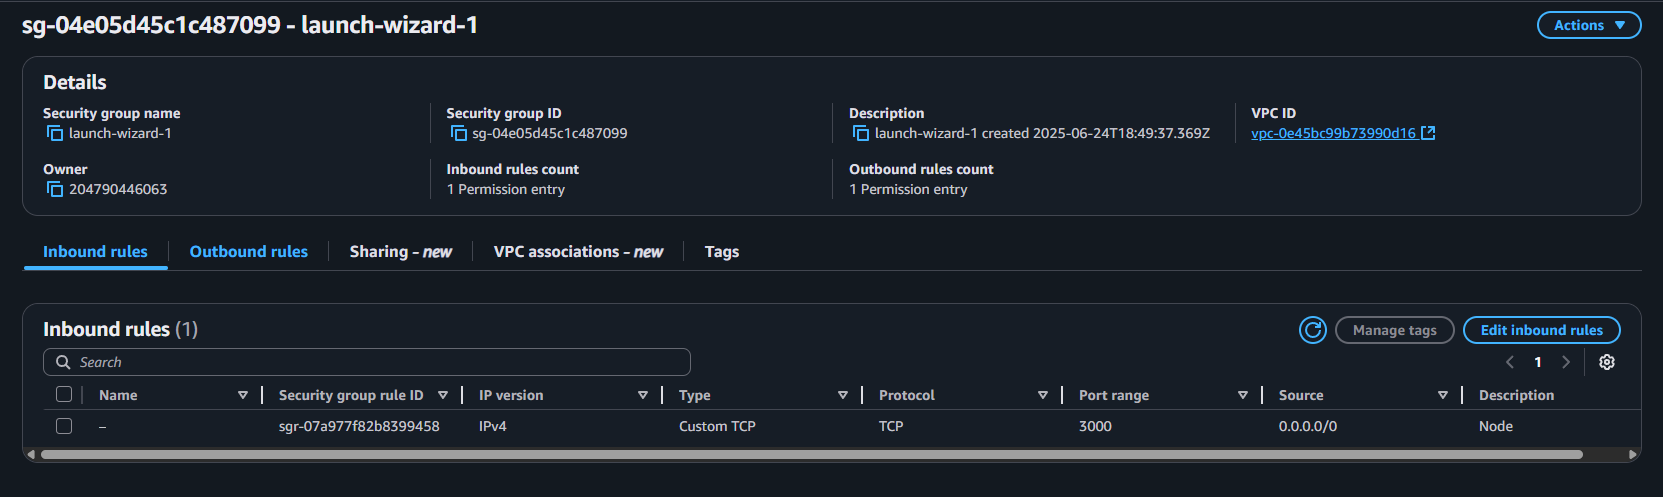 sg-04e05d45c1c487099 - launch-wizard-1
Actions
Details
Security group name
launch-wizard-1
Security group ID
sg-04e05d45c1c487099
Description
launch-wizard-1 created 2025-06-24T18:49:37.369Z
VPC ID
vpc-0e45bc99b73990d16
Owner
204790446063
Inbound rules count
1 Permission entry
Outbound rules count
1 Permission entry
Inbound rules
Outbound rules
Sharing - new
VPC associations - new
Tags
Inbound rules (1)
Manage tags
Edit inbound rules
Search
1
Name Security group rule ID IP version Type Protocol Port range Source Description
– sgr-07a977f82b8399458 IPv4 Custom TCP TCP 3000 0.0.0.0/0 Node